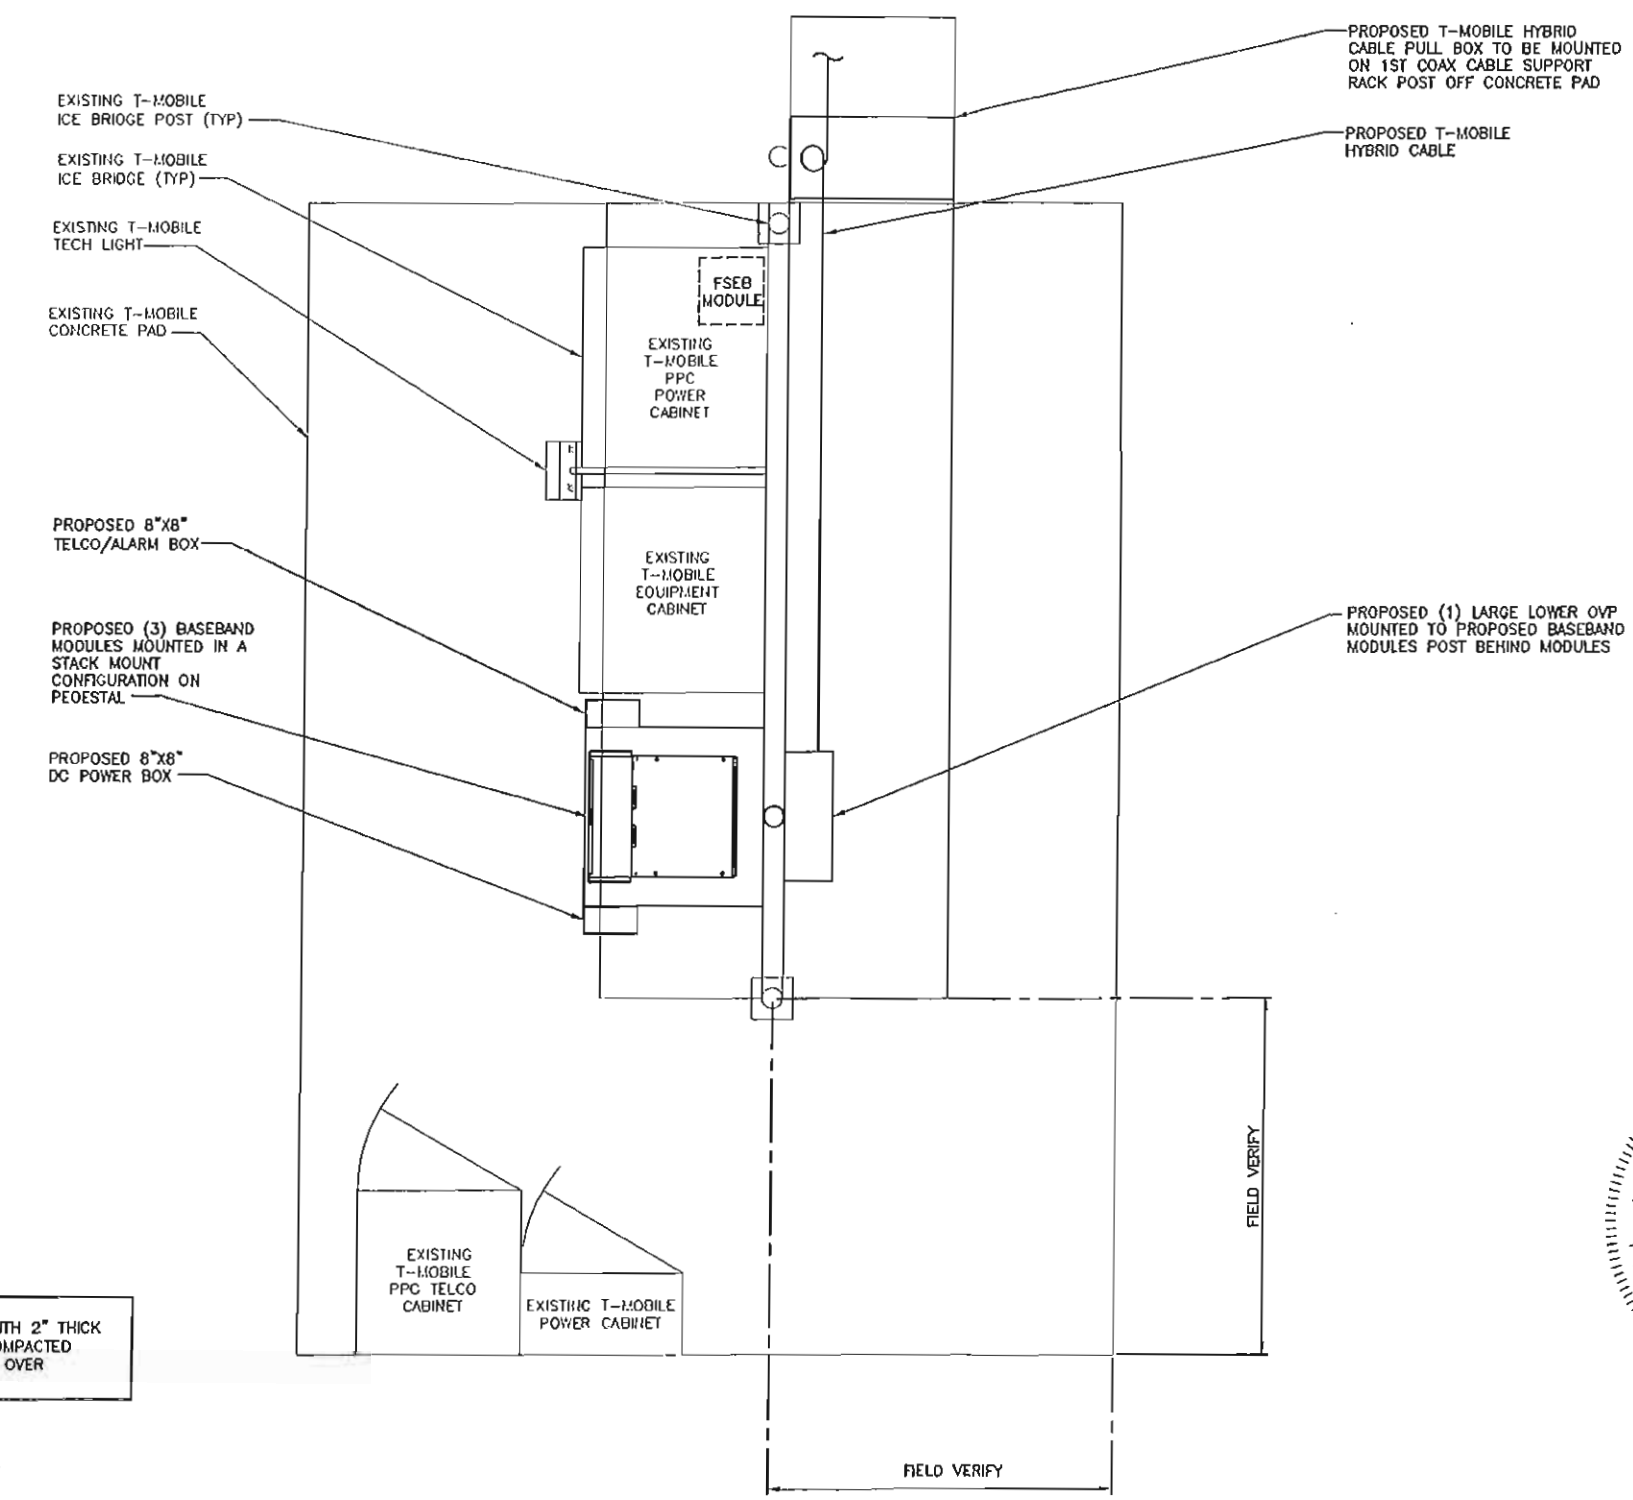 EXISTING T-MOBILE
ICE BRIDGE POST (TYP)
EXISTING T-MOBILE
ICE BRIDGE (TYP)
EXISTING T-MOBILE
TECH LIGHT
EXISTING T-MOBILE
CONCRETE PAD
PROPOSED 8"X8"
TELCO/ALARM BOX
PROPOSED (3) BASEBAND
MODULES MOUNTED IN A
STACK MOUNT
CONFIGURATION ON
PEDESTAL
PROPOSED 8"X8"
DC POWER BOX
PROPOSED T-MOBILE HYBRID
CABLE PULL BOX TO BE MOUNTED
ON 1ST COAX CABLE SUPPORT
RACK POST OFF CONCRETE PAD
PROPOSED T-MOBILE
HYBRID CABLE
PROPOSED (1) LARGE LOWER OVP
MOUNTED TO PROPOSED BASEBAND
MODULES POST BEHIND MODULES
FSEB
MODULE
EXISTING
T-MOBILE
PPC
POWER
CABINET
EXISTING
T-MOBILE
EQUIPMENT
CABINET
EXISTING
T-MOBILE
PPC TELCO
CABINET
EXISTING T-MOBILE
POWER CABINET
FIELD VERIFY
FIELD VERIFY
2" THICK
OVER